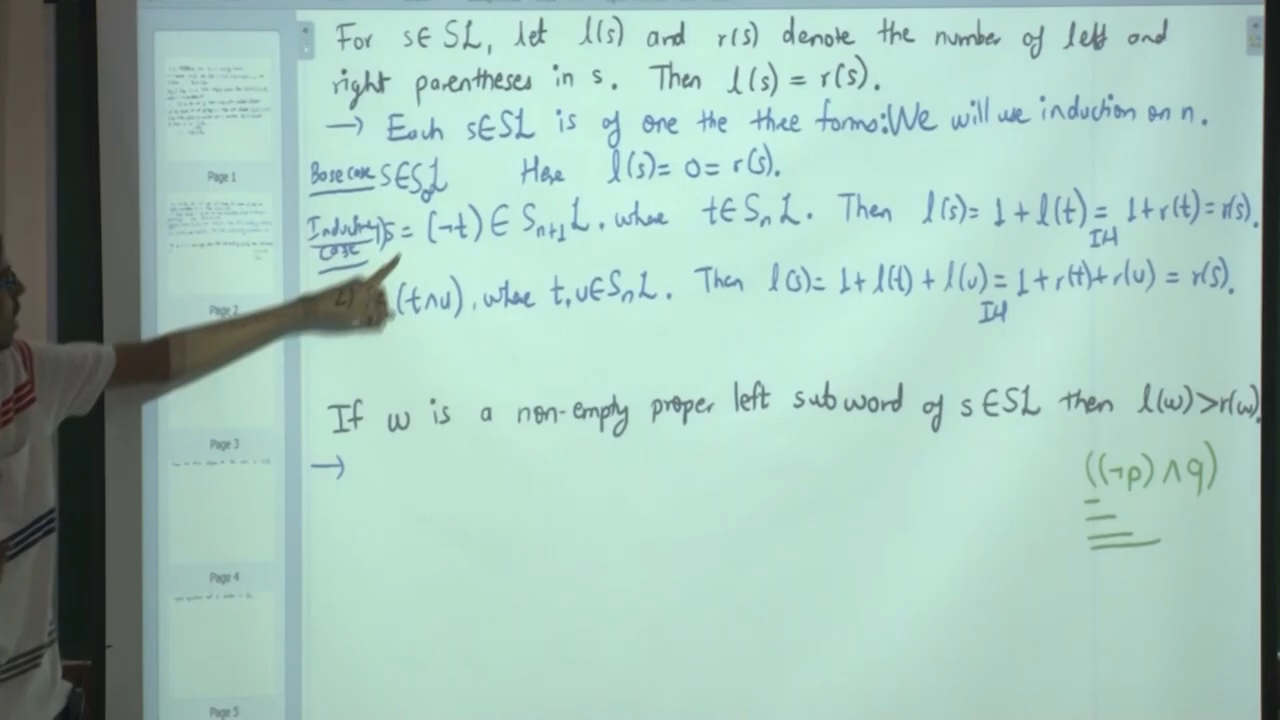 For s∈SL, let l(s) and r(s) denote the number of left and
right parentheses in s. Then l(s) = r(s).
→ Each s∈SL is of one the three forms: We will use induction on n.
Base case s∈S₀L Here l(s)= 0= r(s).
Inductive case 1) s = (¬t) ∈ Sₙ₊₁L, where t∈SₙL. Then l(s)= 1+l(t) = 1+r(t)=r(s).
IH
2) (t∧u), where t,u∈SₙL. Then l(s)= 1+l(t)+l(u) = 1+r(t)+r(u) = r(s).
IH
If w is a non-empty proper left subword of s∈SL then l(w)>r(w).
→
((¬p)∧q)
Page 1
Page 2
Page 3
Page 4
Page 5